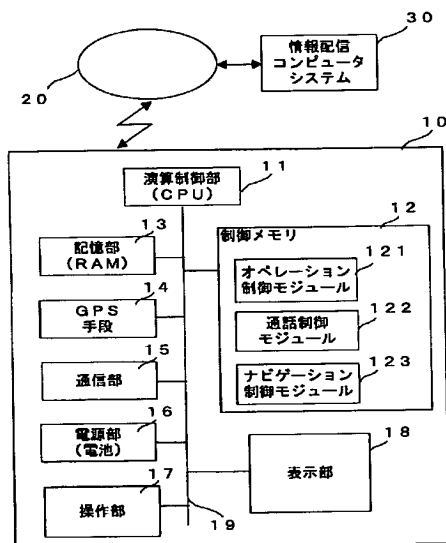 30
情報配信
コンピュータ
システム
20
10
11
演算制御部
(CPU)
13
記憶部
(RAM)
12
制御メモリ
121
オペレーション
制御モジュール
14
GPS
手段
122
通話制御
モジュール
15
通信部
123
ナビゲーション
制御モジュール
16
電源部
(電池)
17
操作部
18
表示部
19